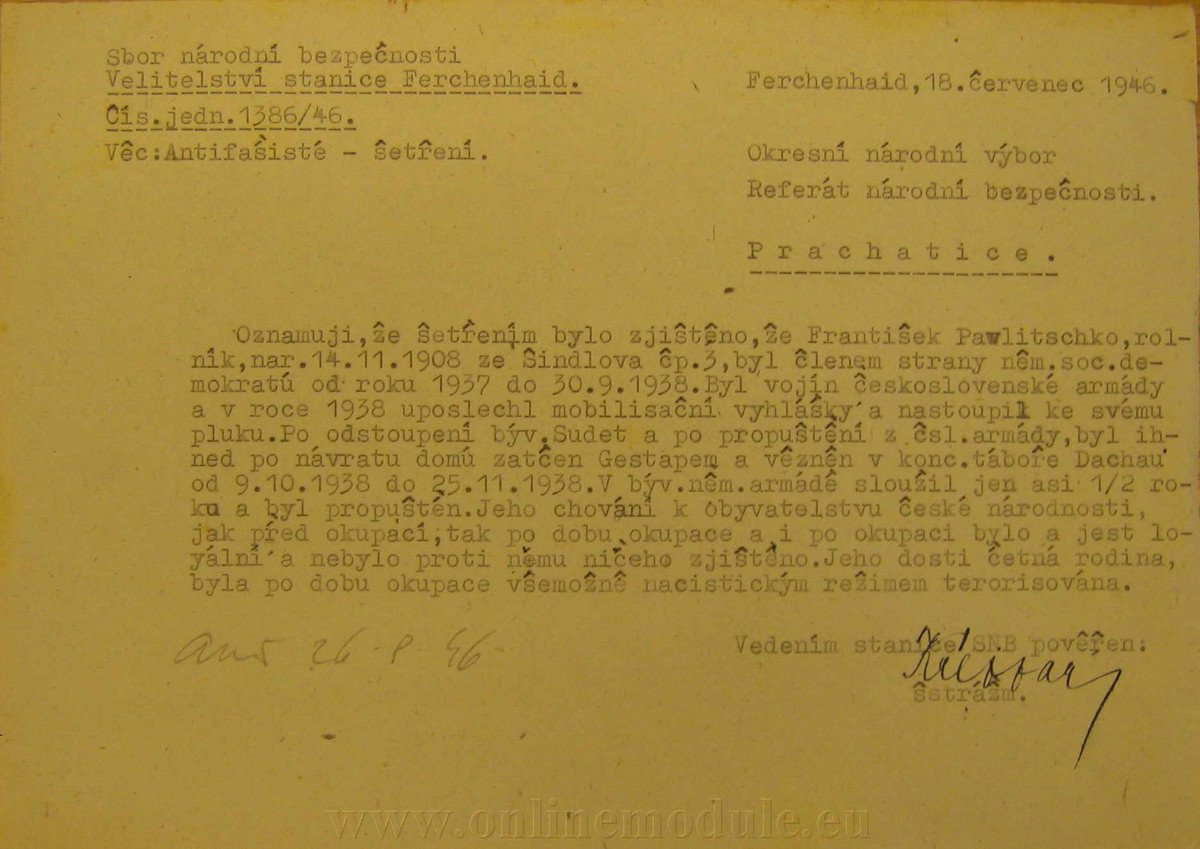 Sbor národní bezpečnosti
Velitelství stanice Ferchenhaid.
Ferchenhaid,18.červenec 1946.
Čís.jedn.1386/46.
Věc:Antifašisté - šetření.
Okresní národní výbor
Referát národní bezpečnosti.
P r a c h a t i c e .
Oznamuji,že šetřením bylo zjištěno,že František Pawlitschko,rol-
ník,nar.14.11.1908 ze Šindlova čp.3,byl členem strany něm.soc.de-
mokratů od roku 1937 do 30.9.1938.Byl vojín československé armády
a v roce 1938 uposlechl mobilisační vyhlášky a nastoupil ke svému
pluku.Po odstoupení býv.Sudet a po propuštění z čsl.armády,byl ih-
ned po návratu domů zatčen Gestapem a vězněn v konc.táboře Dachau
od 9.10.1938 do 25.11.1938.V býv.něm.armádě sloužil jen asi 1/2 ro-
ku a byl propuštěn.Jeho chování k obyvatelstvu české národnosti,
jak před okupací,tak po dobu okupace a i po okupaci bylo a jest lo-
yální a nebylo proti němu ničeho zjištěno.Jeho dosti četná rodina,
byla po dobu okupace všemožně nacistickým režimem terorisována.
Vedením stanice SNB pověřen:
26 8 46
šstrážm.
www.onlinemodule.eu